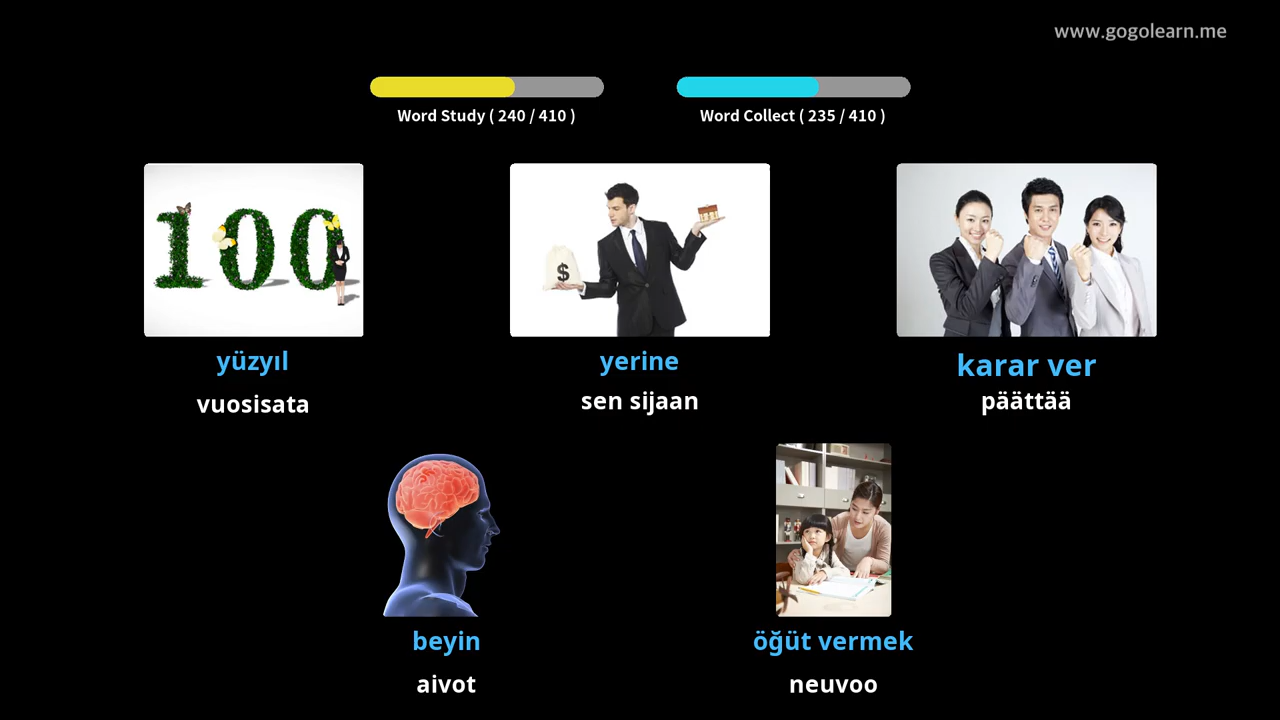 www.gogolearn.me
Word Study ( 240 / 410 )
Word Collect ( 235 / 410 )
100
$
yüzyıl
vuosisata
yerine
sen sijaan
karar ver
päättää
beyin
aivot
öğüt vermek
neuvoo